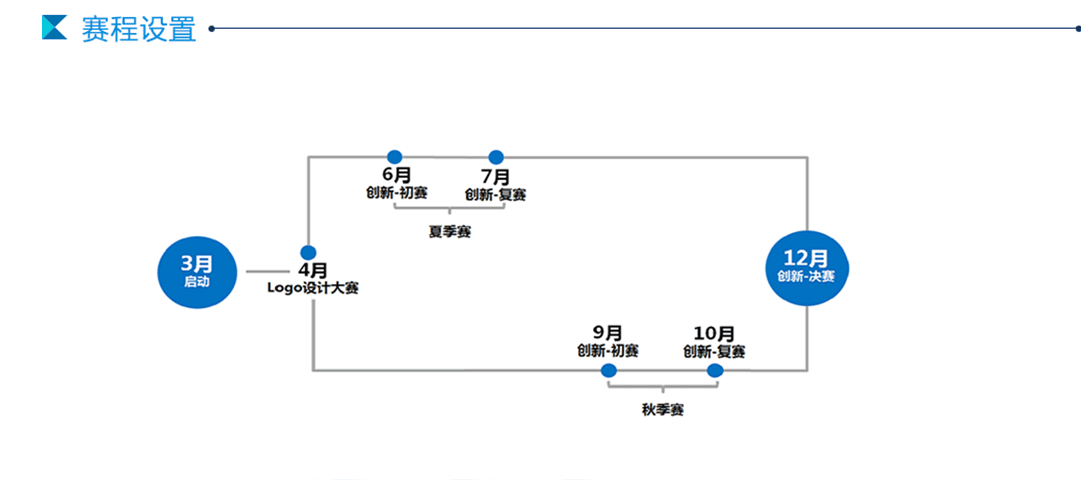 赛程设置
3月
启动
4月
Logo设计大赛
6月
创新-初赛
7月
创新-复赛
夏季赛
9月
创新-初赛
10月
创新-复赛
秋季赛
12月
创新-决赛